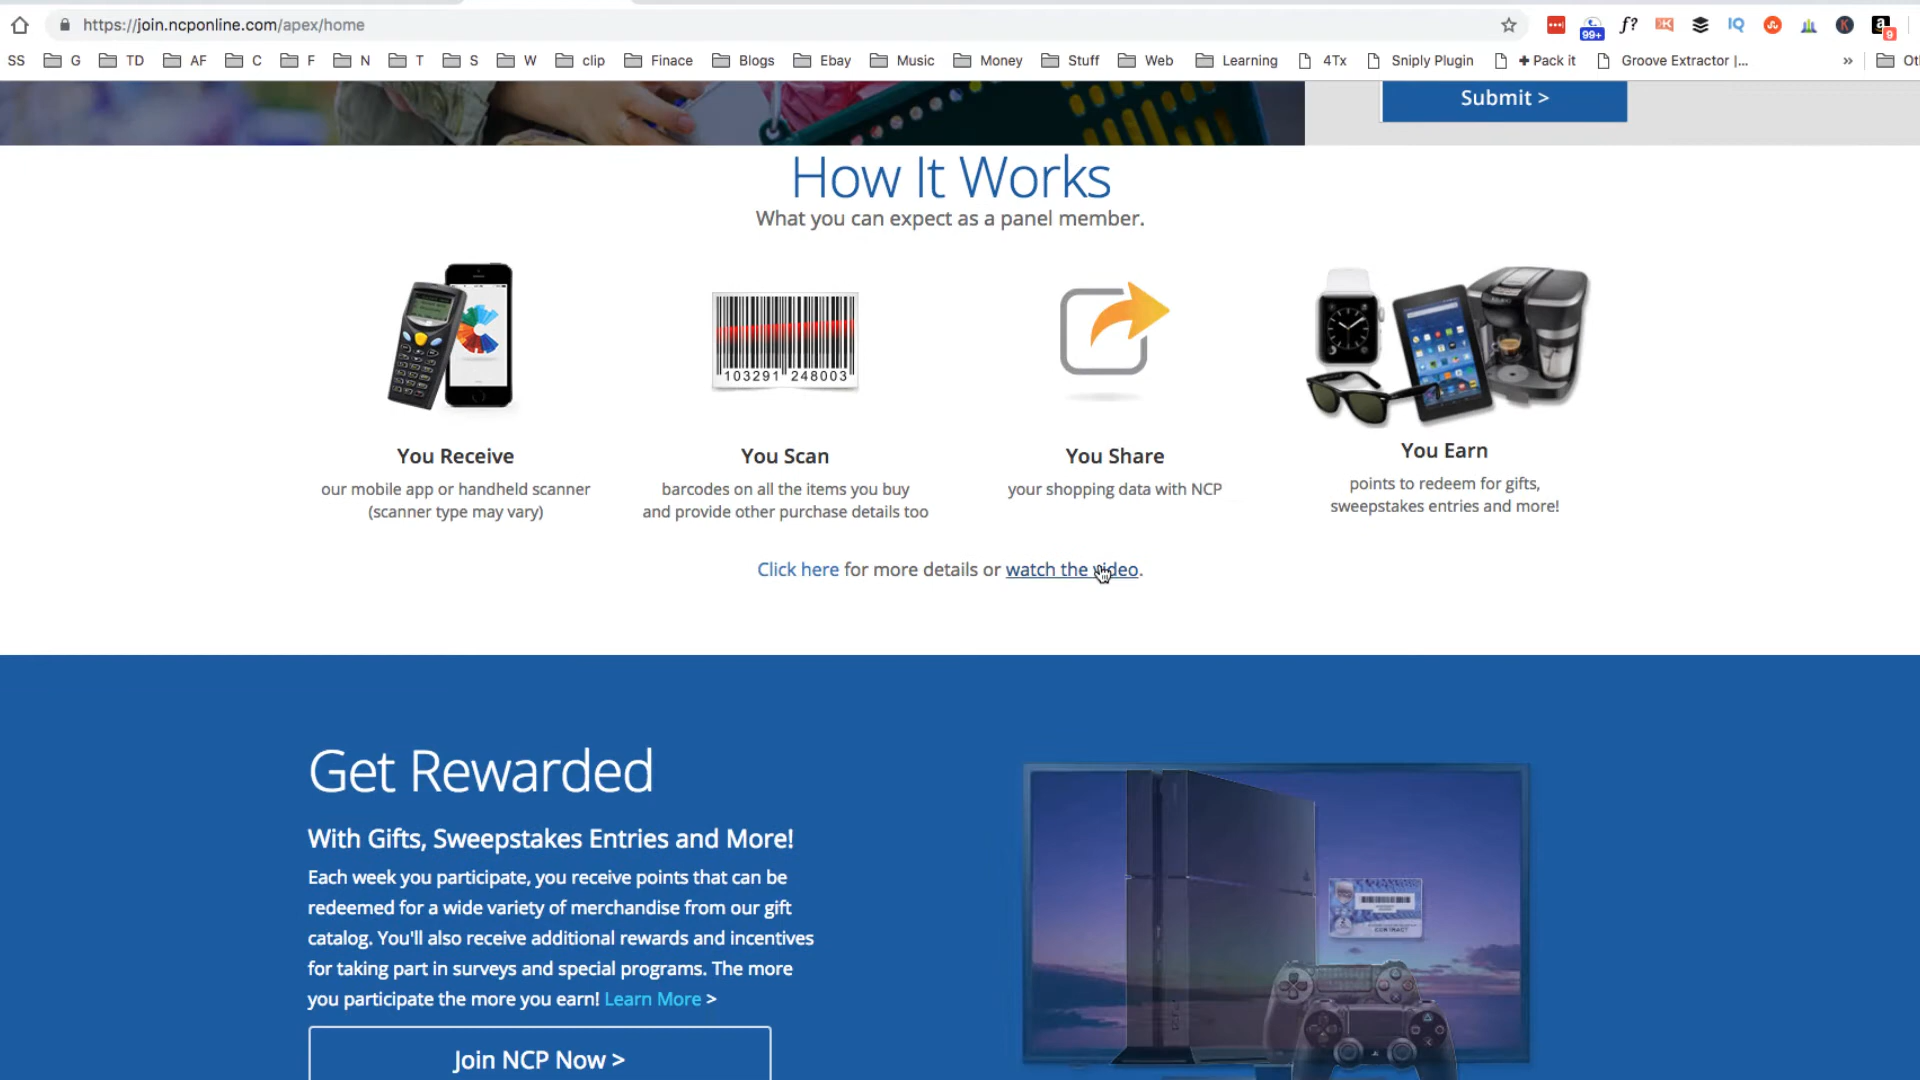 https://join.ncponline.com/apex/home
99+
f?
IQ
K
a
9
SS G TD AF C F N T S W clip Finace Blogs Ebay Music Money Stuff Web Learning 4Tx Sniply Plugin + Pack it Groove Extractor |... » Ot
Submit >
How It Works
What you can expect as a panel member.
103291 248003
You Receive
our mobile app or handheld scanner
(scanner type may vary)
You Scan
barcodes on all the items you buy
and provide other purchase details too
You Share
your shopping data with NCP
You Earn
points to redeem for gifts,
sweepstakes entries and more!
Click here for more details or watch the video.
Get Rewarded
With Gifts, Sweepstakes Entries and More!
Each week you participate, you receive points that can be
redeemed for a wide variety of merchandise from our gift
catalog. You'll also receive additional rewards and incentives
for taking part in surveys and special programs. The more
you participate the more you earn! Learn More >
Join NCP Now >